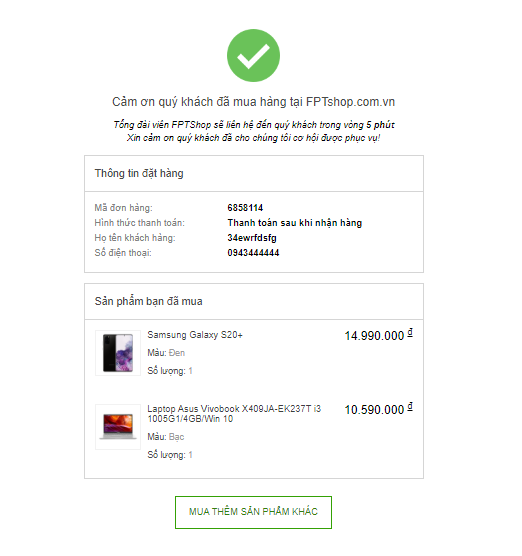 Cảm ơn quý khách đã mua hàng tại FPTshop.com.vn
Tổng đài viên FPTShop sẽ liên hệ đến quý khách trong vòng 5 phút
Xin cảm ơn quý khách đã cho chúng tôi cơ hội được phục vụ!
Thông tin đặt hàng
Mã đơn hàng: 6858114
Hình thức thanh toán: Thanh toán sau khi nhận hàng
Họ tên khách hàng: 34ewrfdsfg
Số điện thoại: 0943444444
Sản phẩm bạn đã mua
Samsung Galaxy S20+ 14.990.000 ₫
Màu: Đen
Số lượng: 1
Laptop Asus Vivobook X409JA-EK237T i3 10.590.000 ₫
1005G1/4GB/Win 10
Màu: Bạc
Số lượng: 1
MUA THÊM SẢN PHẨM KHÁC